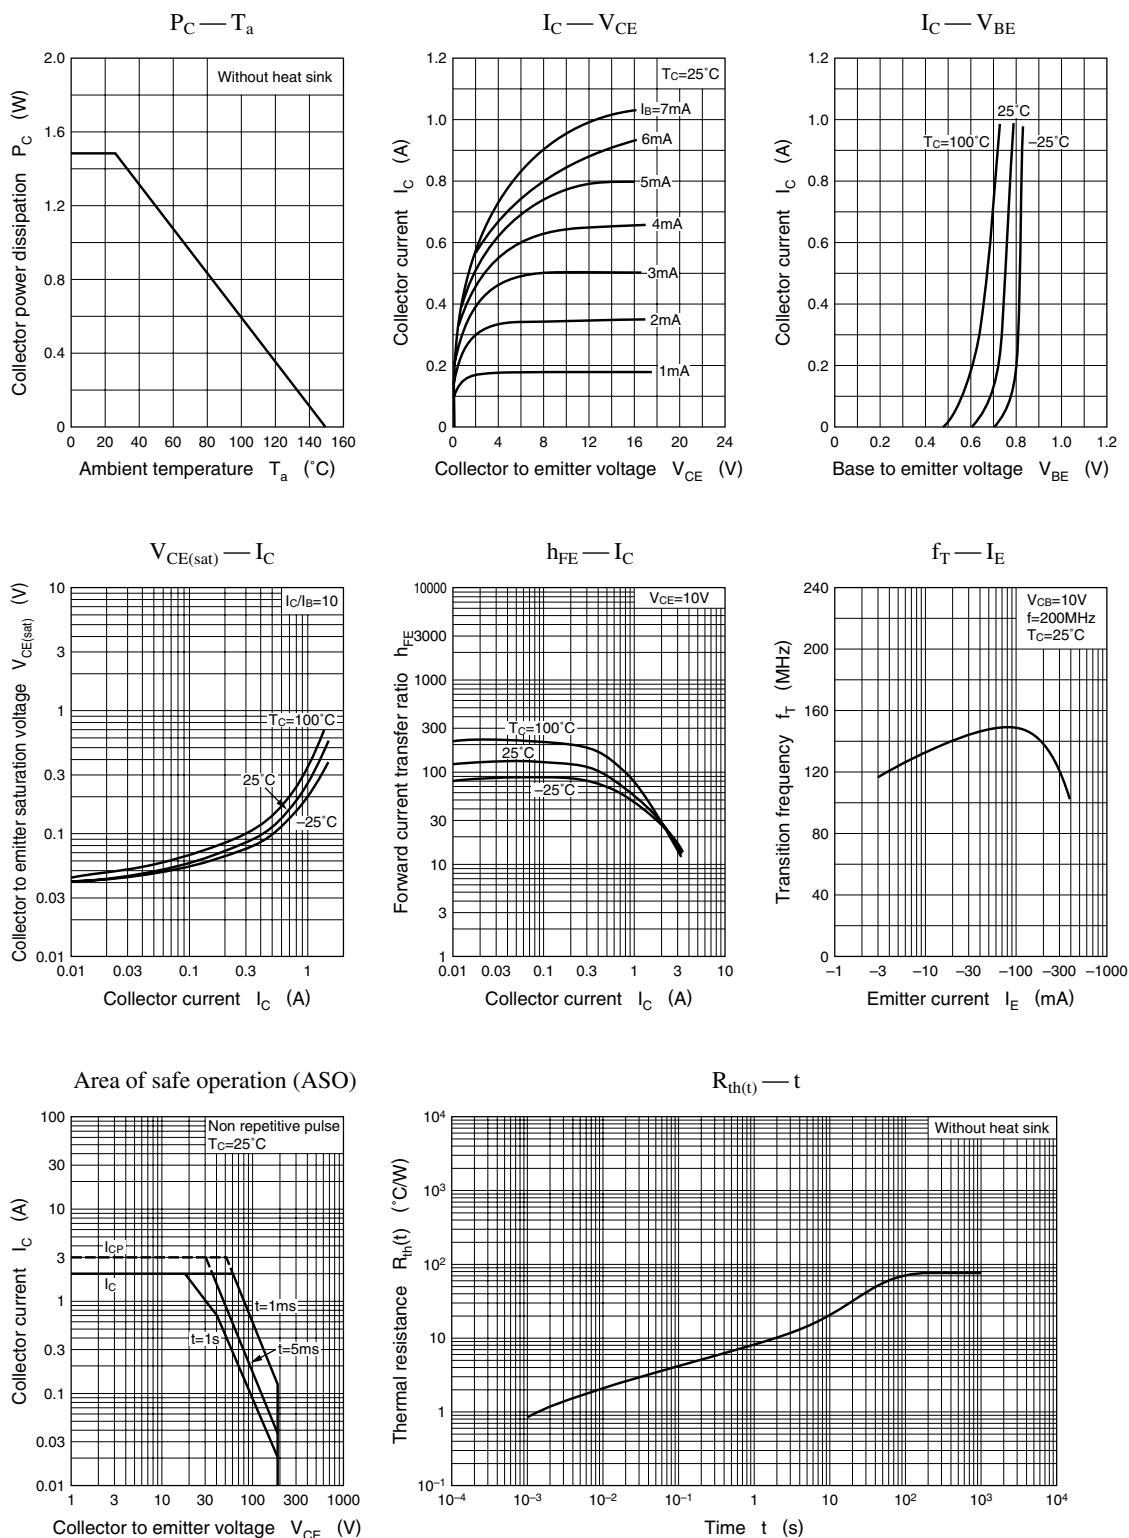 P_C — T_a
2.0
1.6
1.2
0.8
0.4
0
0 20 40 60 80 100 120 140 160
Without heat sink
Collector power dissipation P_C (W)
Ambient temperature T_a (˚C)
I_C — V_CE
1.2
1.0
0.8
0.6
0.4
0.2
0
0 4 8 12 16 20 24
T_C=25˚C
I_B=7mA
6mA
5mA
4mA
3mA
2mA
1mA
Collector current I_C (A)
Collector to emitter voltage V_CE (V)
I_C — V_BE
1.2
1.0
0.8
0.6
0.4
0.2
0
0 0.2 0.4 0.6 0.8 1.0 1.2
25˚C
T_C=100˚C
–25˚C
Collector current I_C (A)
Base to emitter voltage V_BE (V)
V_CE(sat) — I_C
10
3
1
0.3
0.1
0.03
0.01
0.01 0.03 0.1 0.3 1
I_C/I_B=10
T_C=100˚C
25˚C
–25˚C
Collector to emitter saturation voltage V_CE(sat) (V)
Collector current I_C (A)
h_FE — I_C
10000
3000
1000
300
100
30
10
3
1
0.01 0.03 0.1 0.3 1 3 10
V_CE=10V
T_C=100˚C
25˚C
–25˚C
Forward current transfer ratio h_FE
Collector current I_C (A)
f_T — I_E
240
200
160
120
80
40
0
–1 –3 –10 –30 –100 –300 –1000
V_CB=10V
f=200MHz
T_C=25˚C
Transition frequency f_T (MHz)
Emitter current I_E (mA)
Area of safe operation (ASO)
100
30
10
3
1
0.3
0.1
0.03
0.01
1 3 10 30 100 300 1000
Non repetitive pulse
T_C=25˚C
I_CP
I_C
t=1ms
t=1s
t=5ms
Collector current I_C (A)
Collector to emitter voltage V_CE (V)
R_th(t) — t
10⁴
10³
10²
10
1
10⁻¹
10⁻⁴ 10⁻³ 10⁻² 10⁻¹ 1 10 10² 10³ 10⁴
Without heat sink
Thermal resistance R_th(t) (˚C/W)
Time t (s)